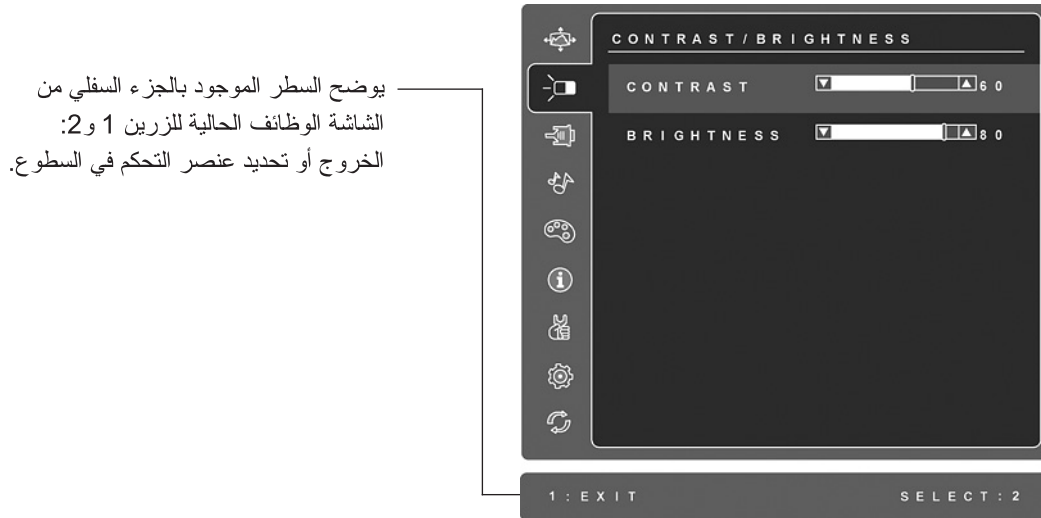 يوضح السطر الموجود بالجزء السفلي من
الشاشة الوظائف الحالية للزرين 1 و2:
الخروج أو تحديد عنصر التحكم في السطوع.
CONTRAST/BRIGHTNESS
CONTRAST 60
BRIGHTNESS 80
1:EXIT SELECT:2